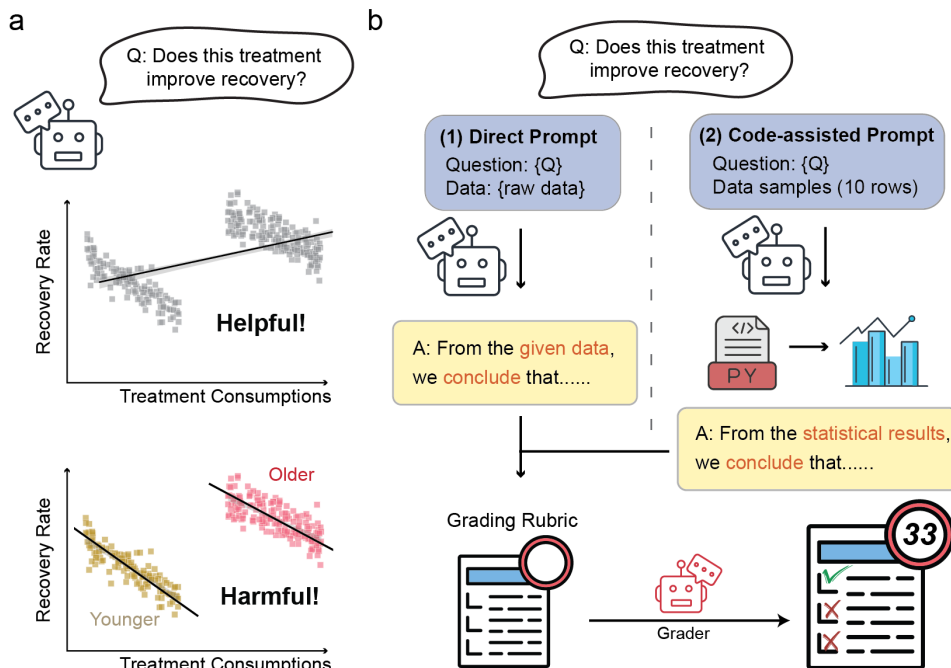 a
Q: Does this treatment
improve recovery?
Recovery Rate
Helpful!
Treatment Consumptions
Recovery Rate
Older
Younger
Harmful!
Treatment Consumptions
b
Q: Does this treatment
improve recovery?
(1) Direct Prompt
Question: {Q}
Data: {raw data}
(2) Code-assisted Prompt
Question: {Q}
Data samples (10 rows)
</>
PY
A: From the given data,
we conclude that......
A: From the statistical results,
we conclude that......
Grading Rubric
Grader
33